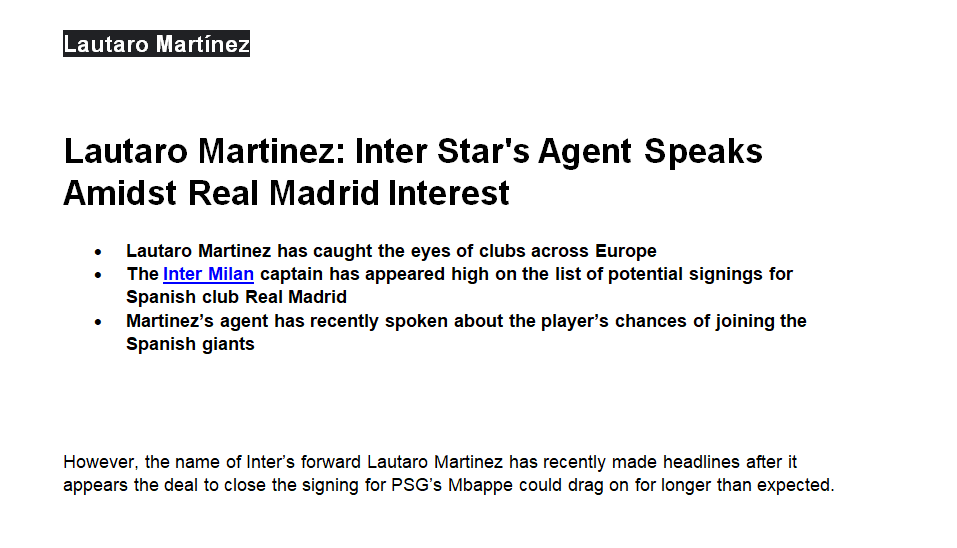 Lautaro Martínez
Lautaro Martinez: Inter Star's Agent Speaks
Amidst Real Madrid Interest
• Lautaro Martinez has caught the eyes of clubs across Europe
• The Inter Milan captain has appeared high on the list of potential signings for
Spanish club Real Madrid
• Martinez’s agent has recently spoken about the player’s chances of joining the
Spanish giants
However, the name of Inter’s forward Lautaro Martinez has recently made headlines after it
appears the deal to close the signing for PSG’s Mbappe could drag on for longer than expected.